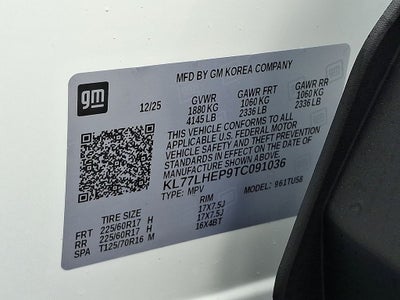 gm
MFD BY GM KOREA COMPANY
12/25 GVWR GAWR FRT GAWR RR
1880 KG 1060 KG 1060 KG
4145 LB 2336 LB 2336 LB
THIS VEHICLE CONFORMS TO ALL
APPLICABLE U.S. FEDERAL MOTOR
VEHICLE SAFETY AND THEFT PREVENTION
STANDARDS IN EFFECT ON THE DATE OF
MANUFACTURE SHOWN ABOVE.
KL77LHEP9TC091036
TYPE: MPV MODEL: 961TU58
TIRE SIZE RIM
FRT 225/60R17 H 17X7.5J
RR 225/60R17 H 17X7.5J
SPA T125/70R16 M 16X4BT